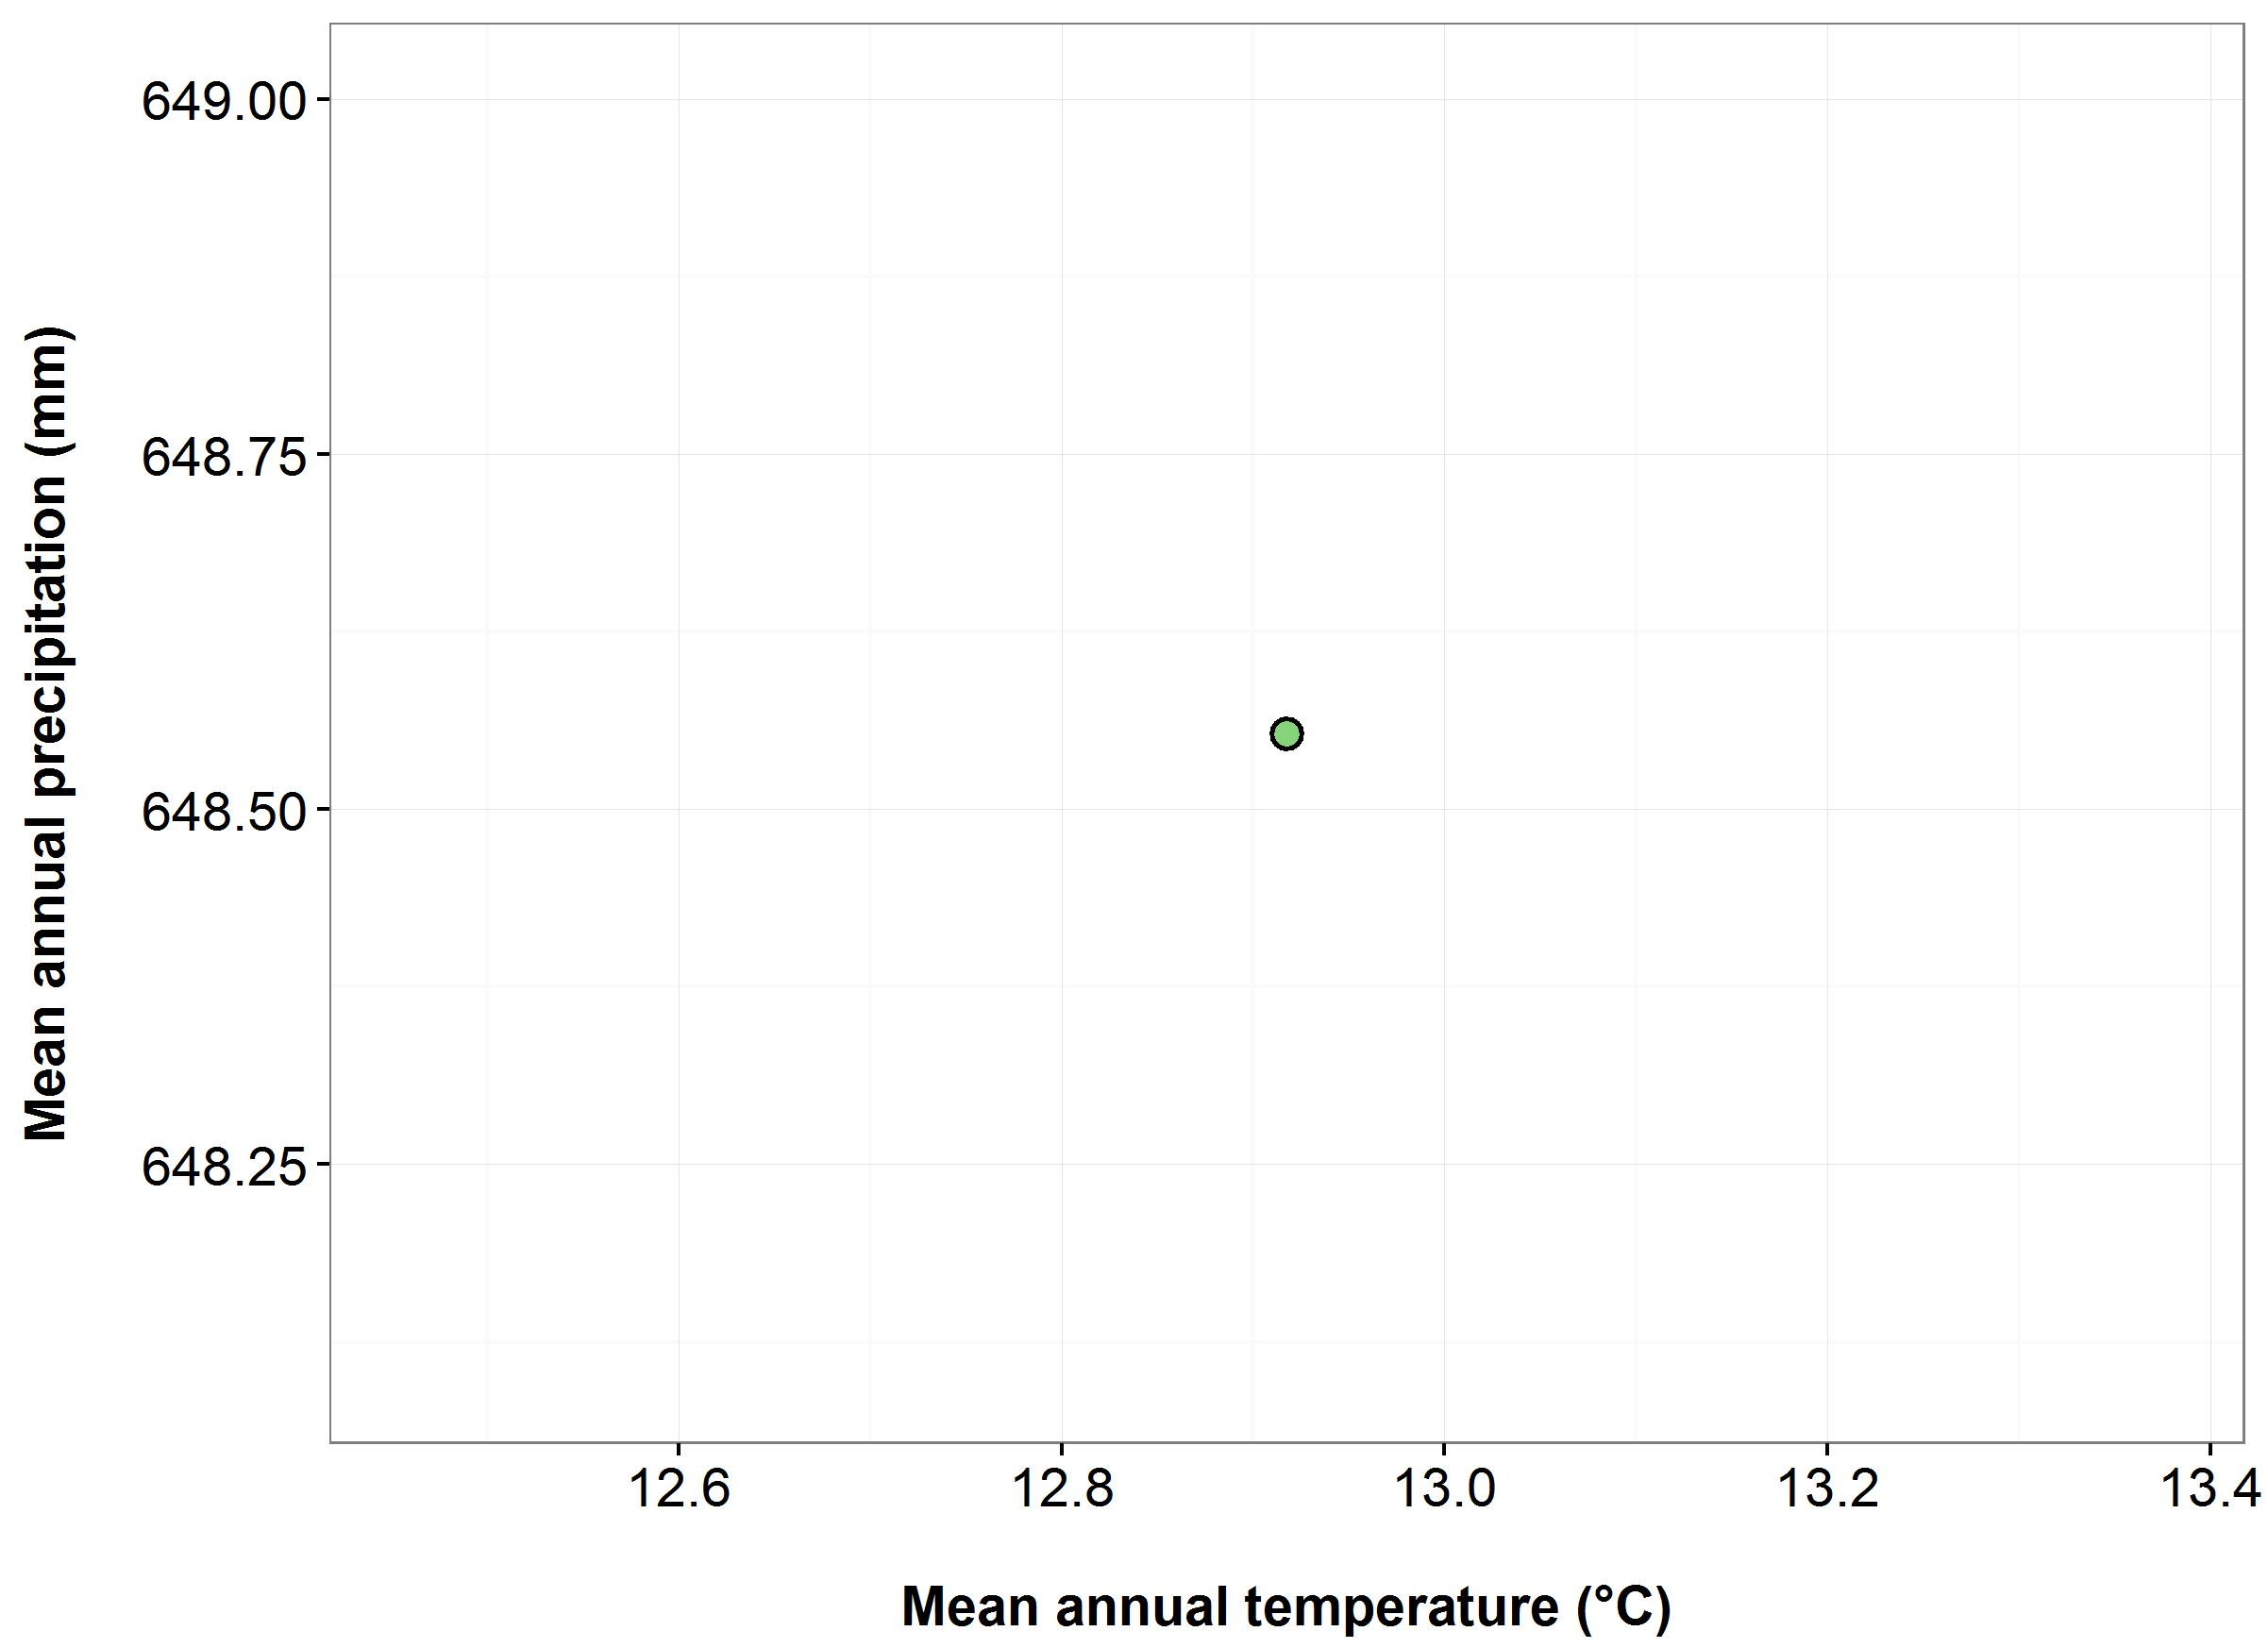 Mean annual precipitation (mm)
649.00
648.75
648.50
648.25
12.6 12.8 13.0 13.2 13.4
Mean annual temperature (°C)